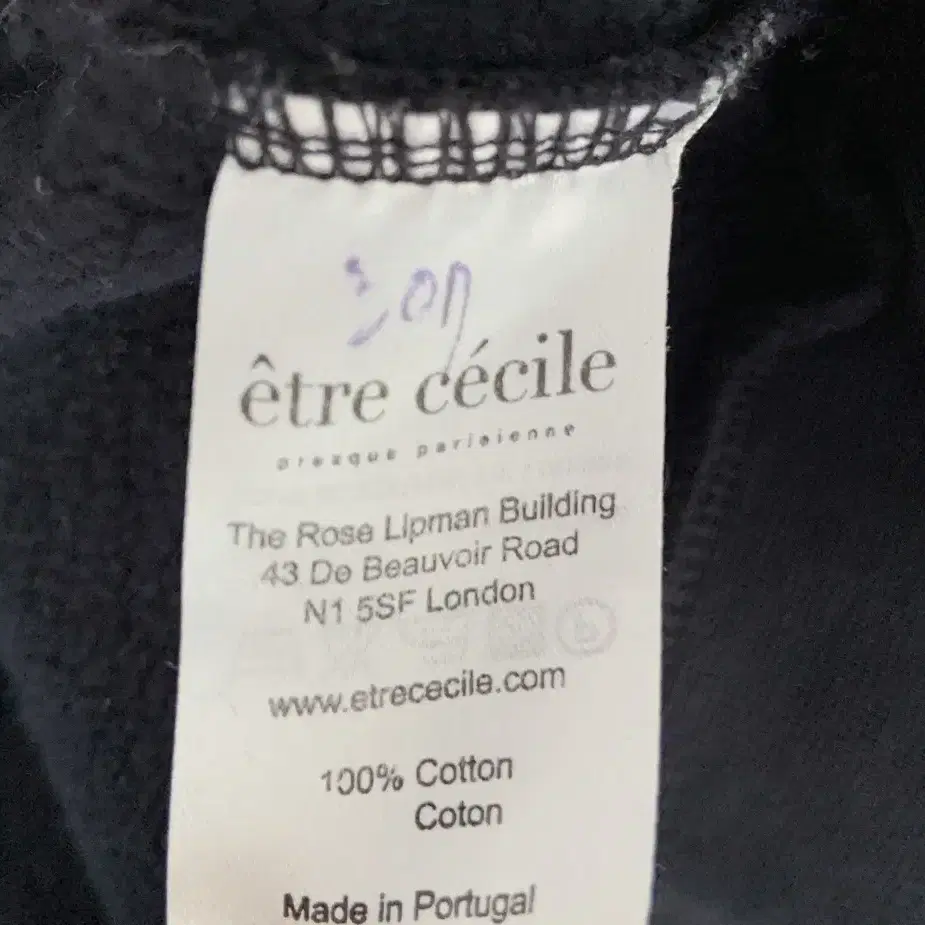 être cécile
presque parisienne
The Rose Lipman Building
43 De Beauvoir Road
N1 5SF London
www.etrececile.com
100% Cotton
Coton
Made in Portugal